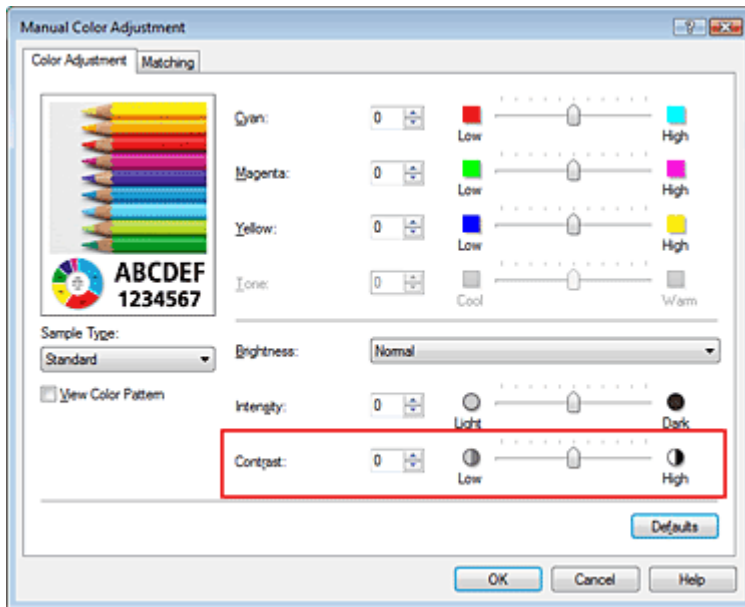 Manual Color Adjustment
Color Adjustment Matching
Cyan: 0 Low High
Magenta: 0 Low High
Yellow: 0 Low High
Tone: 0 Cool Warm
ABCDEF
1234567
Sample Type:
Standard
View Color Pattern
Brightness: Normal
Intensity: 0 Light Dark
Contrast: 0 Low High
Defaults
OK Cancel Help